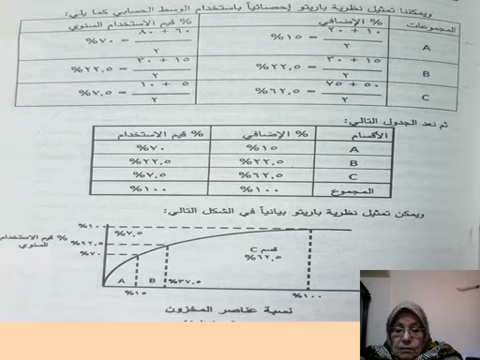 ويمكننا تمثيل نظرية باريتو إحصائياً باستخدام الوسط الحسابي كما يلي:
المجموعات % الإضافي % قيم الاستخدام السنوي
A ١٠ + ٢٠ / ٢ = ١٥% ٦٠ + ٨٠ / ٢ = ٧٠%
B ١٥ + ٣٠ / ٢ = ٢٢,٥% ١٥ + ٣٠ / ٢ = ٢٢,٥%
C ٥٠ + ٧٥ / ٢ = ٦٢,٥% ٥ + ١٠ / ٢ = ٧,٥%
ثم نعد الجدول التالي:
الأقسام % الإضافي % قيم الاستخدام
A ١٥% ٧٠%
B ٢٢,٥% ٢٢,٥%
C ٦٢,٥% ٧,٥%
المجموع ١٠٠% ١٠٠%
ويمكن تمثيل نظرية باريتو بيانياً في الشكل التالي:
% قيم الاستخدام السنوي
١٠٠%
٧,٥%
٩٢,٥%
٧٠%
قسم C
٦٢,٥%
A B
٣٧,٥%
١٥% ١٠٠%
نسبة عناصر المخزون